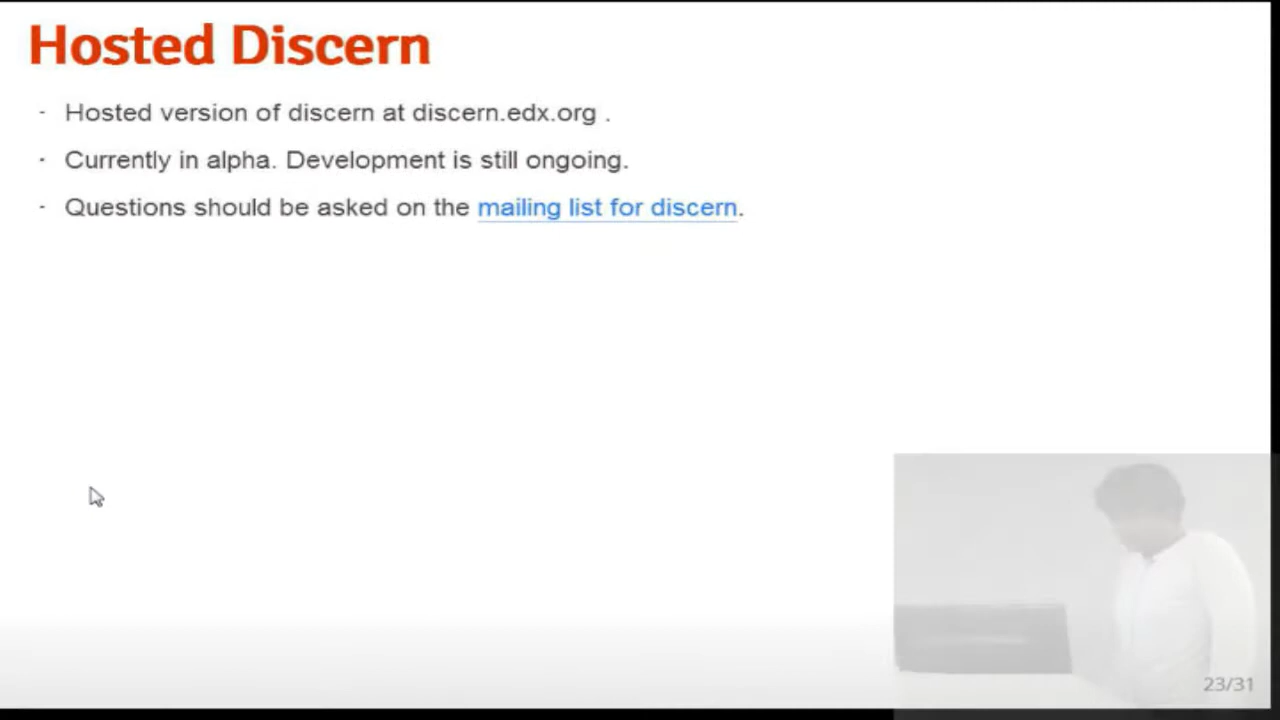 Hosted Discern
- Hosted version of discern at discern.edx.org .
- Currently in alpha. Development is still ongoing.
- Questions should be asked on the mailing list for discern.
23/31